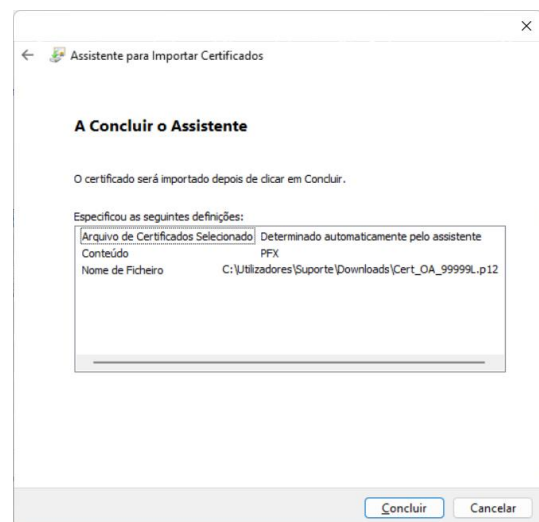 Assistente para Importar Certificados
A Concluir o Assistente
O certificado será importado depois de clicar em Concluir.
Especificou as seguintes definições:
Arquivo de Certificados Selecionado Determinado automaticamente pelo assistente
Conteúdo PFX
Nome de Ficheiro C:\Utilizadores\Suporte\Downloads\Cert_OA_99999L.p12
Concluir Cancelar